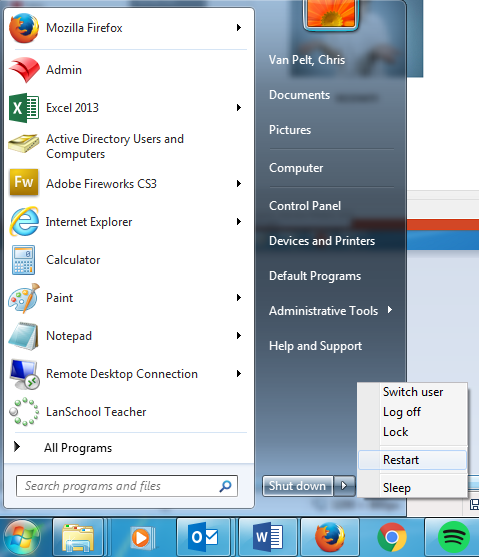 Mozilla Firefox
Admin
Excel 2013
Active Directory Users and
Computers
Fw
Adobe Fireworks CS3
Internet Explorer
Calculator
Paint
Notepad
Remote Desktop Connection
LanSchool Teacher
All Programs
Search programs and files
Van Pelt, Chris
Documents
Pictures
Computer
Control Panel
Devices and Printers
Default Programs
Administrative Tools
Help and Support
Shut down
Switch user
Log off
Lock
Restart
Sleep